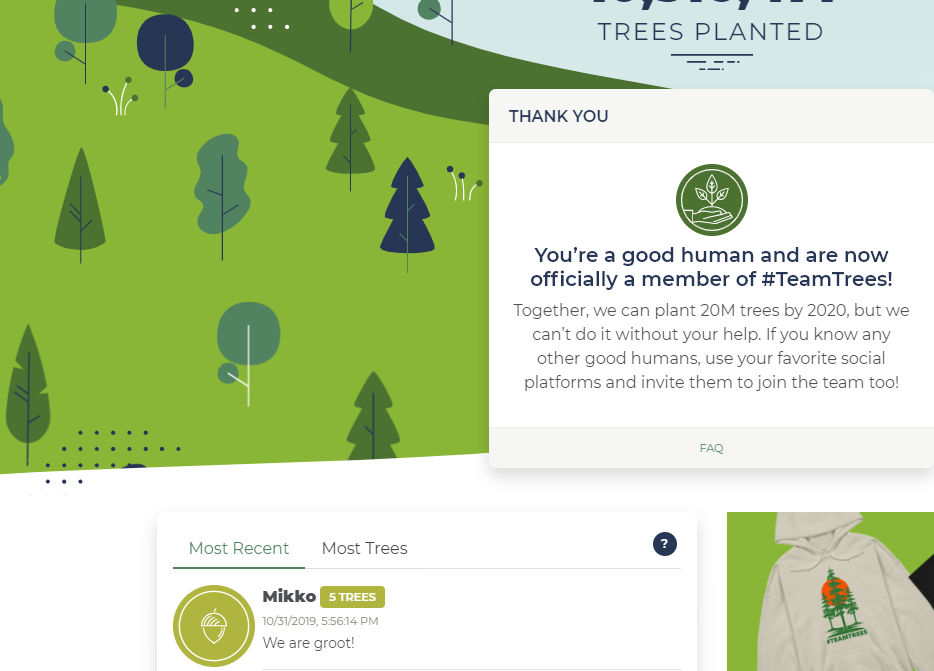 TREES PLANTED
THANK YOU
You’re a good human and are now
officially a member of #TeamTrees!
Together, we can plant 20M trees by 2020, but we
can’t do it without your help. If you know any
other good humans, use your favorite social
platforms and invite them to join the team too!
FAQ
Most Recent
Most Trees
?
Mikko 5 TREES
10/31/2019, 5:56:14 PM
We are groot!
#TEAMTREES